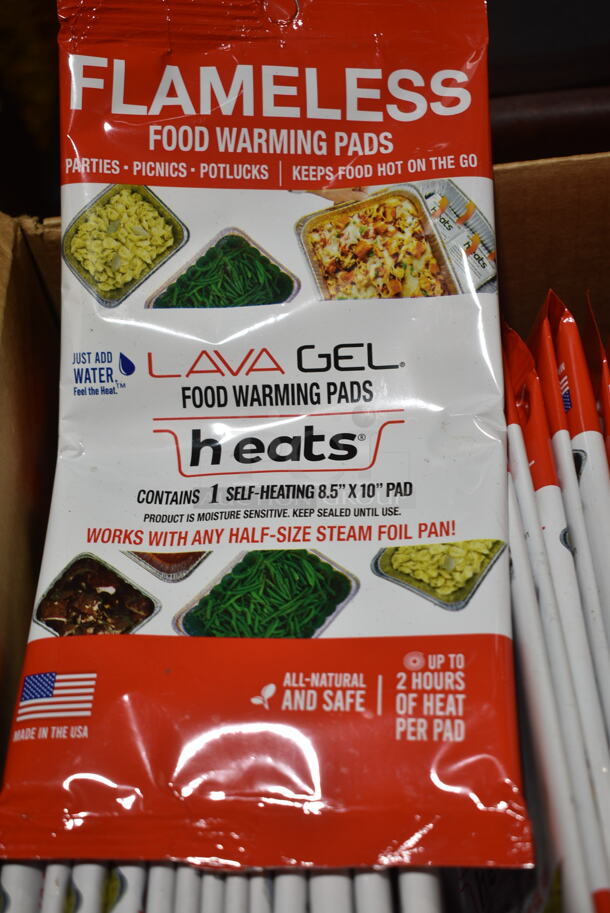 FLAMELESS
FOOD WARMING PADS
PARTIES • PICNICS • POTLUCKS | KEEPS FOOD HOT ON THE GO
heats
heats
JUST ADD
WATER.™
Feel the Heat.
LAVA GEL®
FOOD WARMING PADS
heats®
CONTAINS 1 SELF-HEATING 8.5" X 10" PAD
PRODUCT IS MOISTURE SENSITIVE. KEEP SEALED UNTIL USE.
WORKS WITH ANY HALF-SIZE STEAM FOIL PAN!
MADE IN THE USA
ALL-NATURAL
AND SAFE
UP TO
2 HOURS
OF HEAT
PER PAD